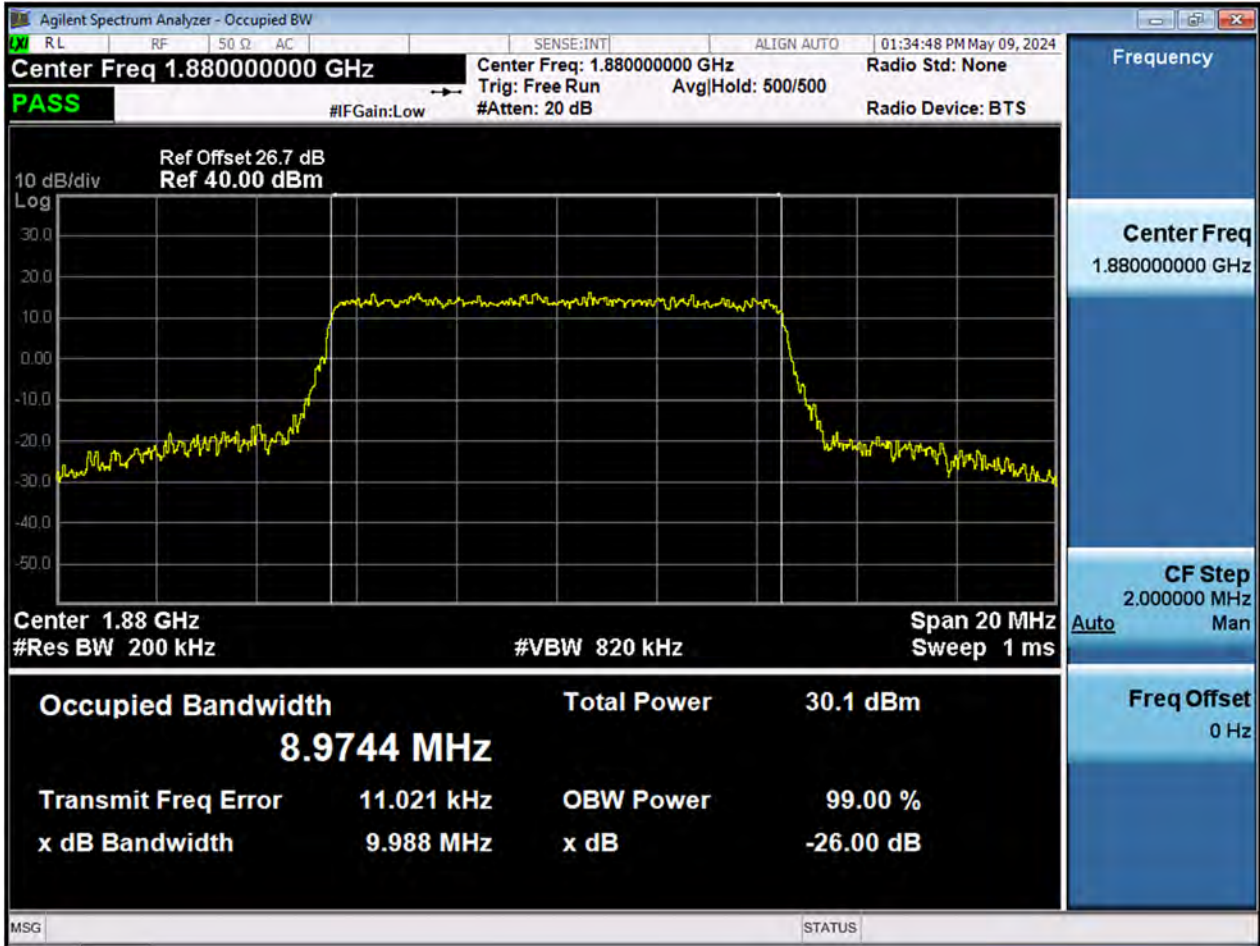 Agilent Spectrum Analyzer - Occupied BW
LXI RL RF 50 Ω AC SENSE:INT ALIGN AUTO 01:34:48 PM May 09, 2024
Center Freq 1.880000000 GHz Center Freq: 1.880000000 GHz Radio Std: None
Trig: Free Run Avg|Hold: 500/500
PASS #IFGain:Low #Atten: 20 dB Radio Device: BTS
Ref Offset 26.7 dB
10 dB/div Ref 40.00 dBm
Log
30.0
20.0
10.0
0.00
-10.0
-20.0
-30.0
-40.0
-50.0
Center 1.88 GHz Span 20 MHz
#Res BW 200 kHz #VBW 820 kHz Sweep 1 ms
Occupied Bandwidth Total Power 30.1 dBm
8.9744 MHz
Transmit Freq Error 11.021 kHz OBW Power 99.00 %
x dB Bandwidth 9.988 MHz x dB -26.00 dB
MSG STATUS
Frequency
Center Freq
1.880000000 GHz
CF Step
2.000000 MHz
Auto Man
Freq Offset
0 Hz